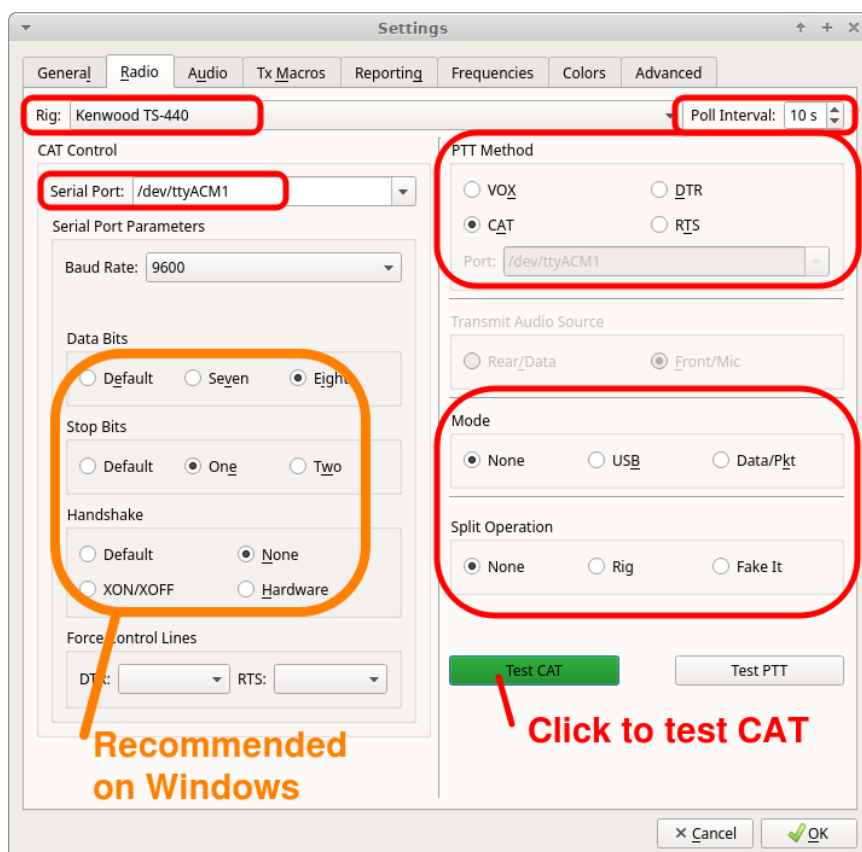 Settings
General Radio Audio Tx Macros Reporting Frequencies Colors Advanced
Rig: Kenwood TS-440 Poll Interval: 10 s
CAT Control
Serial Port: /dev/ttyACM1
Serial Port Parameters
Baud Rate: 9600
Data Bits
Default Seven Eight
Stop Bits
Default One Two
Handshake
Default None
XON/XOFF Hardware
Force Control Lines
DTR: RTS:
Recommended
on Windows
PTT Method
VOX DTR
CAT RTS
Port: /dev/ttyACM1
Transmit Audio Source
Rear/Data Front/Mic
Mode
None USB Data/Pkt
Split Operation
None Rig Fake It
Test CAT Test PTT
Click to test CAT
Cancel OK